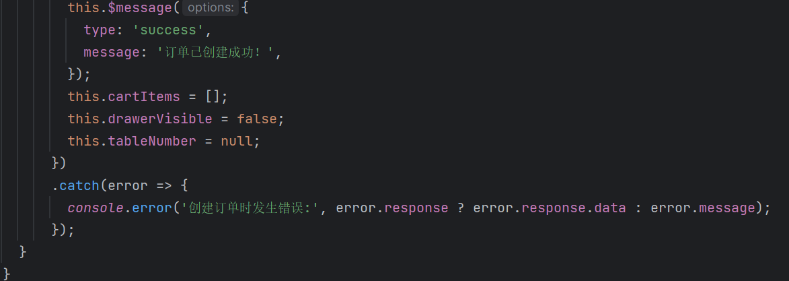 this.$message( options: {
type: 'success',
message: '订单已创建成功！',
});
this.cartItems = [];
this.drawerVisible = false;
this.tableNumber = null;
})
.catch(error => {
console.error('创建订单时发生错误:', error.response ? error.response.data : error.message);
});
}
}